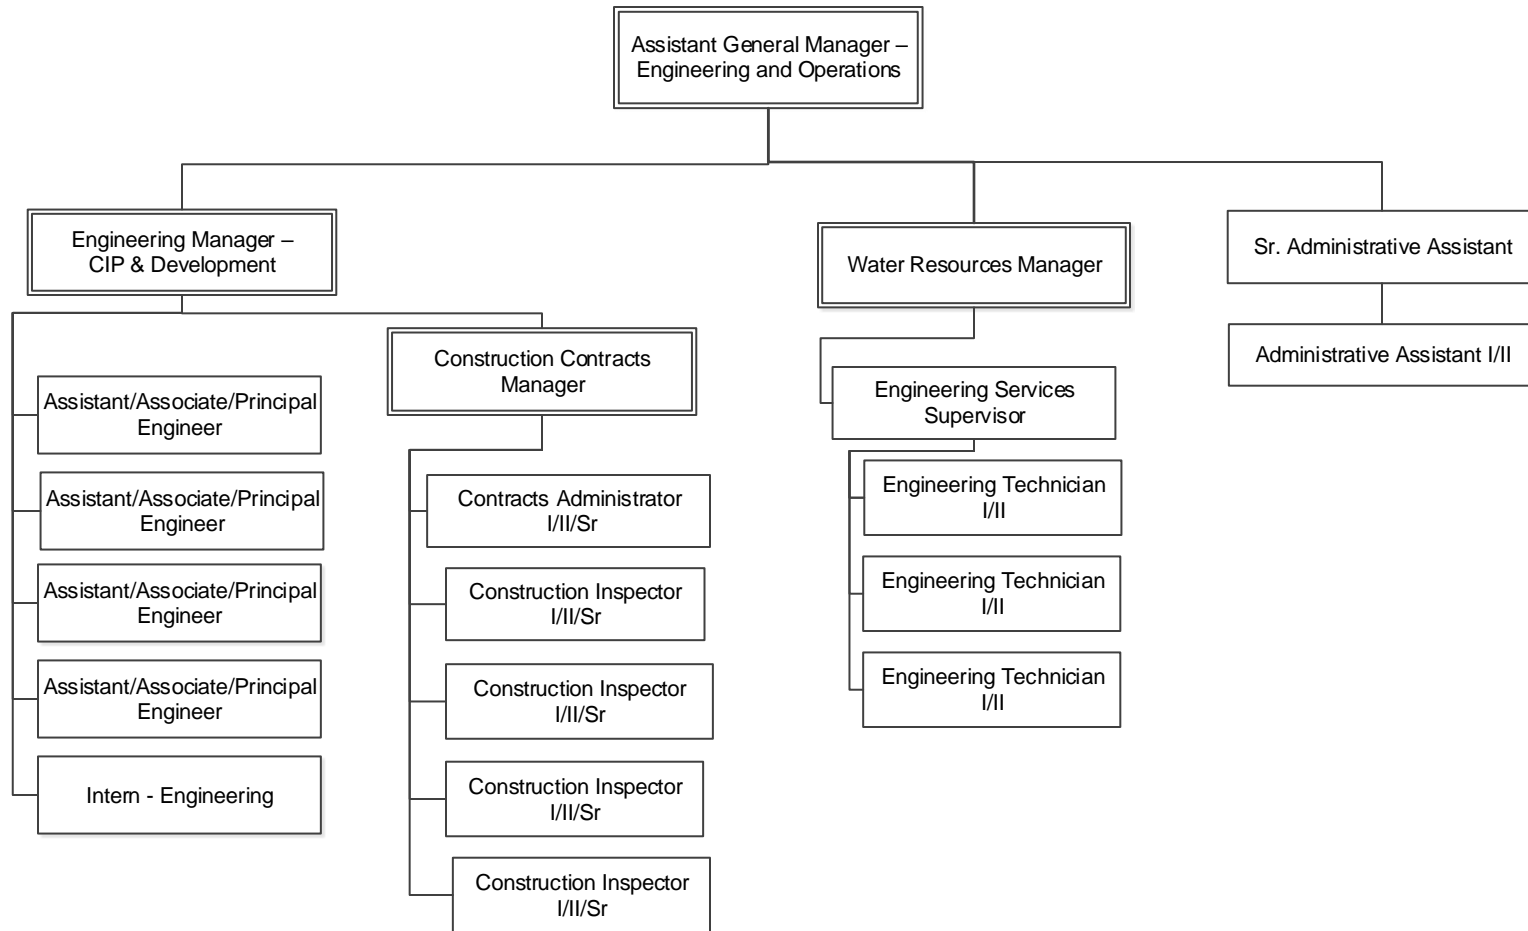 Assistant General Manager –
Engineering and Operations
Engineering Manager –
CIP & Development
Water Resources Manager
Sr. Administrative Assistant
Administrative Assistant I/II
Construction Contracts
Manager
Engineering Services
Supervisor
Assistant/Associate/Principal
Engineer
Assistant/Associate/Principal
Engineer
Assistant/Associate/Principal
Engineer
Assistant/Associate/Principal
Engineer
Intern - Engineering
Contracts Administrator
I/II/Sr
Construction Inspector
I/II/Sr
Construction Inspector
I/II/Sr
Construction Inspector
I/II/Sr
Construction Inspector
I/II/Sr
Engineering Technician
I/II
Engineering Technician
I/II
Engineering Technician
I/II